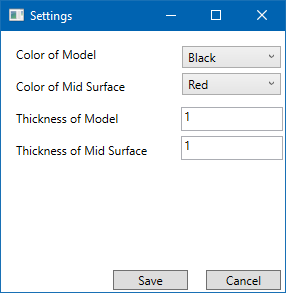 Settings
Color of Model Black
Color of Mid Surface Red
Thickness of Model 1
Thickness of Mid Surface 1
Save Cancel